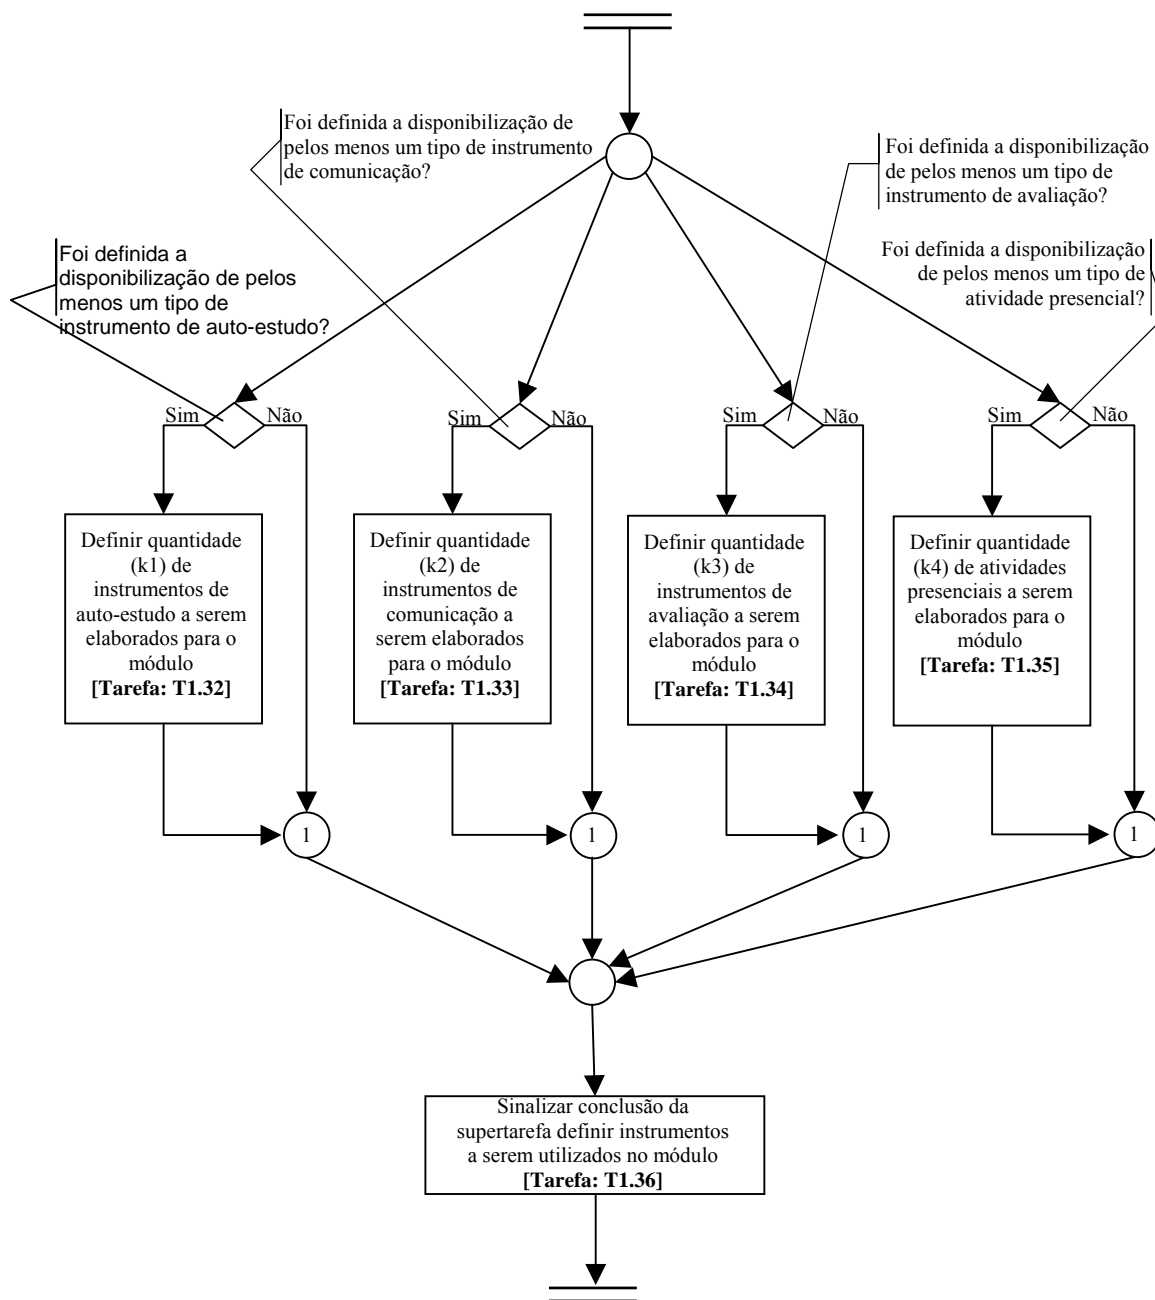 Foi definida a disponibilização de
pelos menos um tipo de instrumento
de comunicação?
Foi definida a disponibilização
de pelos menos um tipo de
instrumento de avaliação?
Foi definida a
disponibilização de pelos
menos um tipo de
instrumento de auto-estudo?
Foi definida a disponibilização
de pelos menos um tipo de
atividade presencial?
Sim Não
Sim Não
Sim Não
Sim Não
Definir quantidade
(k1) de
instrumentos de
auto-estudo a serem
elaborados para o
módulo
[Tarefa: T1.32]
Definir quantidade
(k2) de
instrumentos de
comunicação a
serem elaborados
para o módulo
[Tarefa: T1.33]
Definir quantidade
(k3) de
instrumentos de
avaliação a serem
elaborados para o
módulo
[Tarefa: T1.34]
Definir quantidade
(k4) de atividades
presenciais a serem
elaborados para o
módulo
[Tarefa: T1.35]
1
1
1
1
Sinalizar conclusão da
supertarefa definir instrumentos
a serem utilizados no módulo
[Tarefa: T1.36]